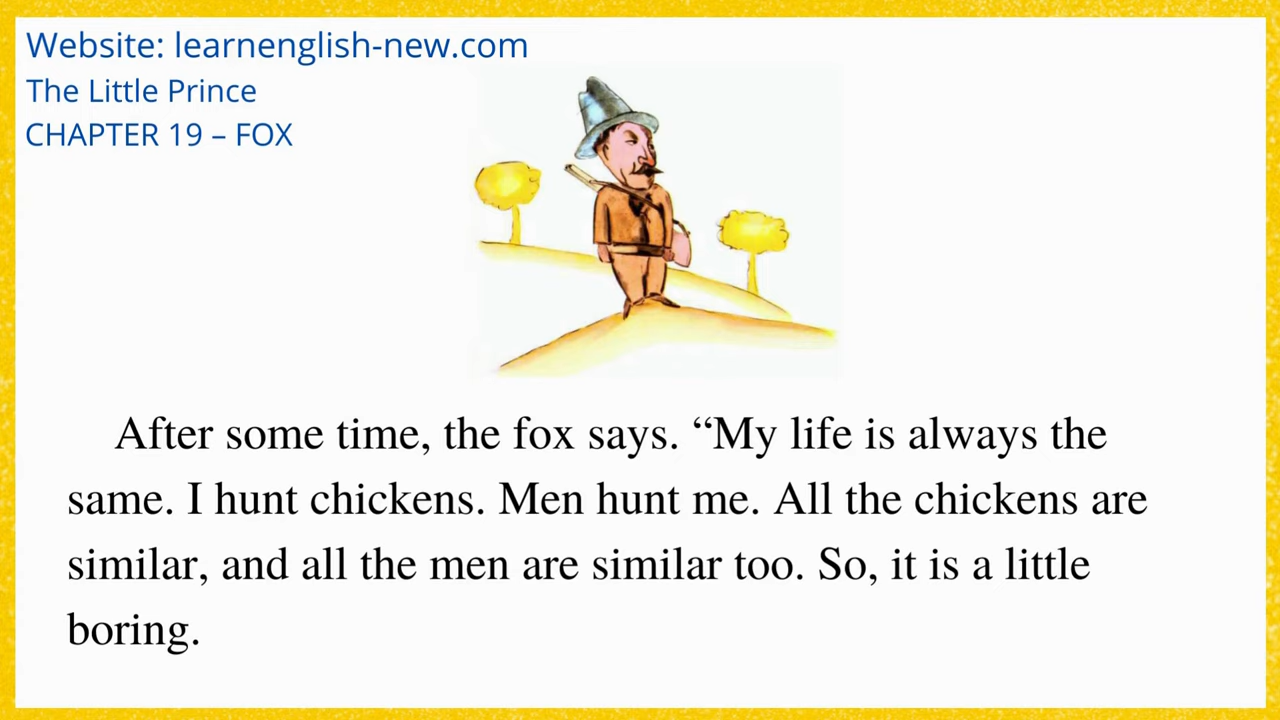 Website: learnenglish-new.com
The Little Prince
CHAPTER 19 – FOX
After some time, the fox says. “My life is always the
same. I hunt chickens. Men hunt me. All the chickens are
similar, and all the men are similar too. So, it is a little
boring.